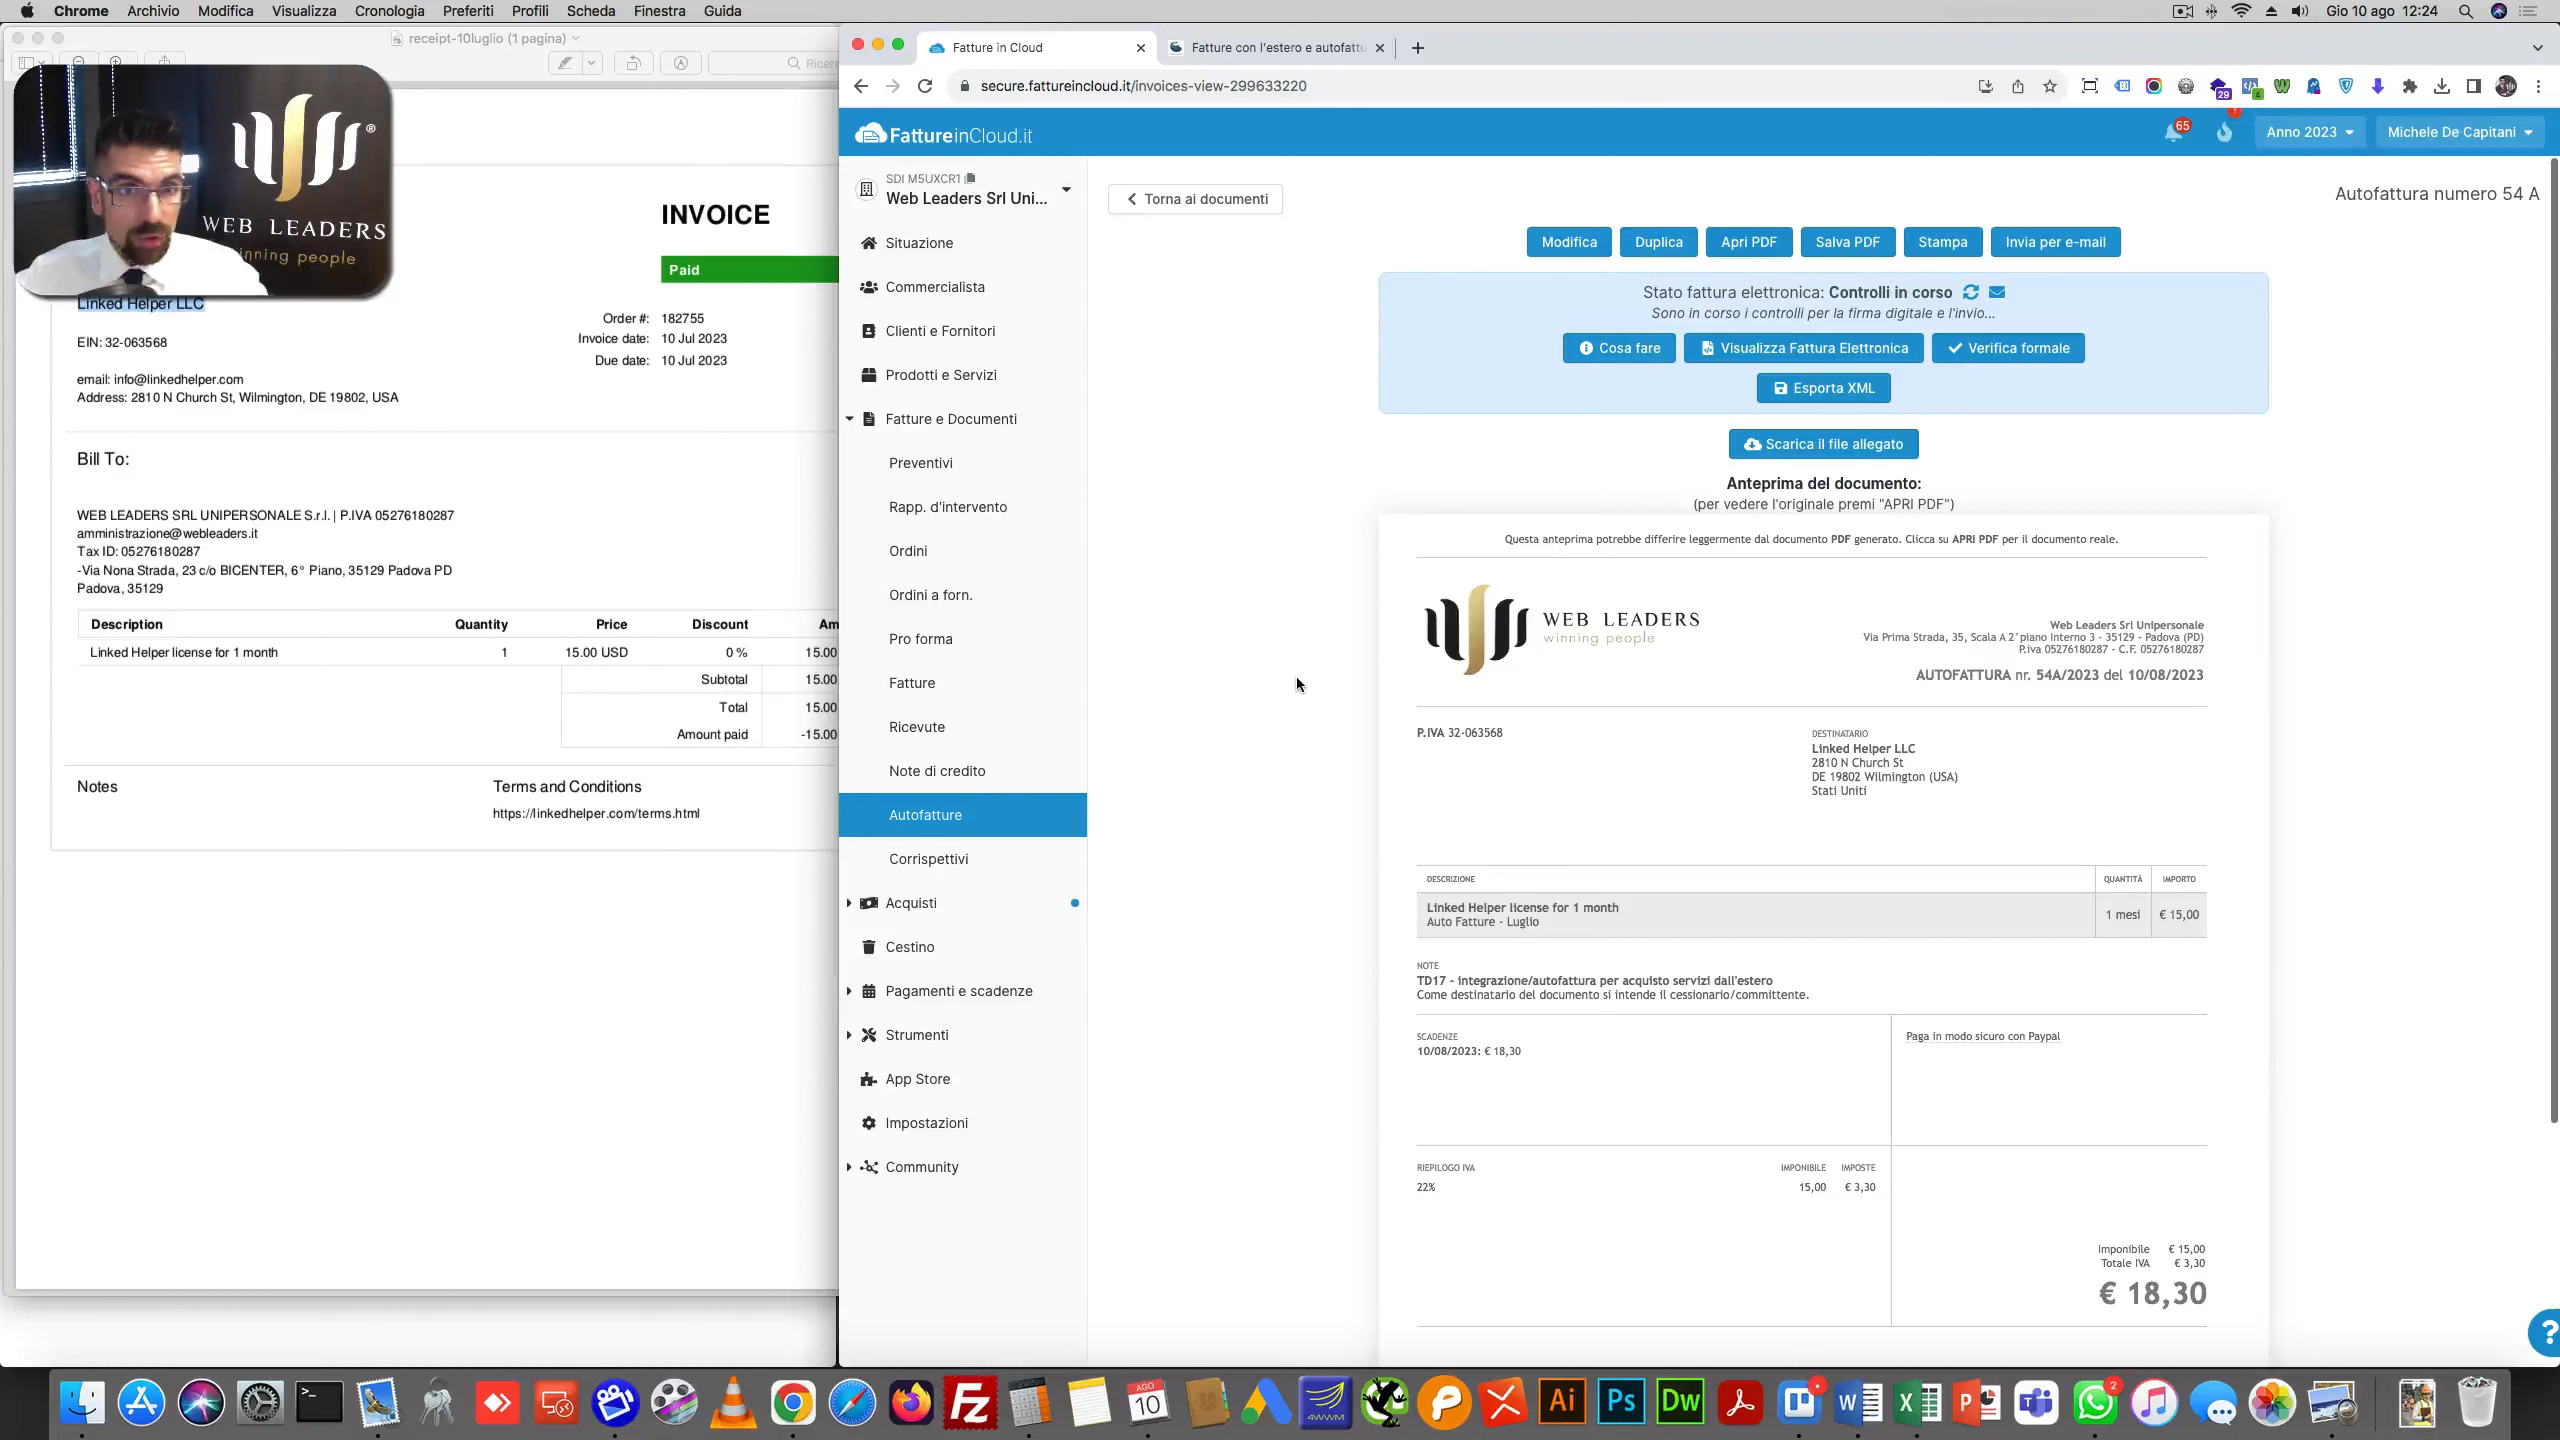 Chrome Archivio Modifica Visualizza Cronologia Preferiti Profili Scheda Finestra Guida
Gio 10 ago 12:24
receipt-10luglio (1 pagina)
WEB LEADERS
®
winning people
INVOICE
Paid
Linked Helper LLC
EIN: 32-063568
email: info@linkedhelper.com
Address: 2810 N Church St, Wilmington, DE 19802, USA
Order #: 182755
Invoice date: 10 Jul 2023
Due date: 10 Jul 2023
Bill To:
WEB LEADERS SRL UNIPERSONALE S.r.l. | P.IVA 05276180287
amministrazione@webleaders.it
Tax ID: 05276180287
-Via Nona Strada, 23 c/o BICENTER, 6° Piano, 35129 Padova PD
Padova, 35129
Description Quantity Price Discount Am
Linked Helper license for 1 month 1 15.00 USD 0 % 15.00
Subtotal 15.00
Total 15.00
Amount paid -15.00
Notes
Terms and Conditions
https://linkedhelper.com/terms.html
Fatture in Cloud
Fatture con l'estero e autofattu
secure.fattureincloud.it/invoices-view-299633220
29
4
FattureinCloud.it
65
Anno 2023
Michele De Capitani
SDI M5UXCR1
Web Leaders Srl Uni...
Situazione
Commercialista
Clienti e Fornitori
Prodotti e Servizi
Fatture e Documenti
Preventivi
Rapp. d'intervento
Ordini
Ordini a forn.
Pro forma
Fatture
Ricevute
Note di credito
Autofatture
Corrispettivi
Acquisti
Cestino
Pagamenti e scadenze
Strumenti
App Store
Impostazioni
Community
Torna ai documenti
Autofattura numero 54 A
Modifica Duplica Apri PDF Salva PDF Stampa Invia per e-mail
Stato fattura elettronica: Controlli in corso
Sono in corso i controlli per la firma digitale e l'invio...
Cosa fare Visualizza Fattura Elettronica Verifica formale
Esporta XML
Scarica il file allegato
Anteprima del documento:
(per vedere l'originale premi "APRI PDF")
Questa anteprima potrebbe differire leggermente dal documento PDF generato. Clicca su APRI PDF per il documento reale.
WEB LEADERS
winning people
Web Leaders Srl Unipersonale
Via Prima Strada, 35, Scala A 2°piano Interno 3 - 35129 - Padova (PD)
P.iva 05276180287 - C.F. 05276180287
AUTOFATTURA nr. 54A/2023 del 10/08/2023
P.IVA 32-063568
DESTINATARIO
Linked Helper LLC
2810 N Church St
DE 19802 Wilmington (USA)
Stati Uniti
DESCRIZIONE QUANTITÀ IMPORTO
Linked Helper license for 1 month
Auto Fatture - Luglio
1 mesi € 15,00
NOTE
TD17 - integrazione/autofattura per acquisto servizi dall'estero
Come destinatario del documento si intende il cessionario/committente.
SCADENZE
10/08/2023: € 18,30
Paga in modo sicuro con Paypal
RIEPILOGO IVA IMPONIBILE IMPOSTE
22% 15,00 € 3,30
Imponibile € 15,00
Totale IVA € 3,30
€ 18,30
?
AGO
10
Ai Ps Dw
2